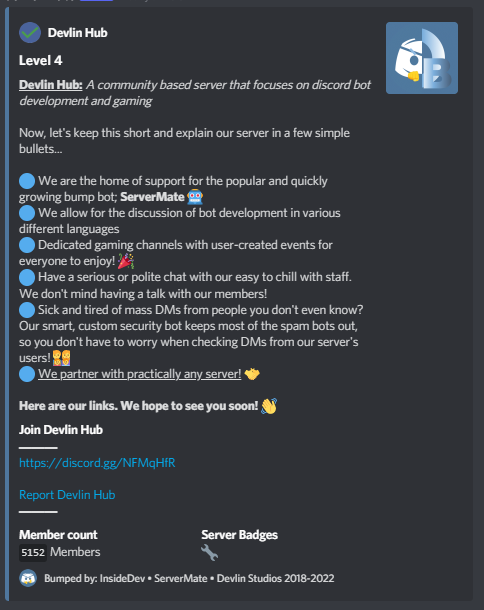 Devlin Hub
Level 4
Devlin Hub: A community based server that focuses on discord bot
development and gaming
Now, let's keep this short and explain our server in a few simple
bullets...
We are the home of support for the popular and quickly
growing bump bot; ServerMate
We allow for the discussion of bot development in various
different languages
Dedicated gaming channels with user-created events for
everyone to enjoy!
Have a serious or polite chat with our easy to chill with staff.
We don't mind having a talk with our members!
Sick and tired of mass DMs from people you don't even know?
Our smart, custom security bot keeps most of the spam bots out,
so you don't have to worry when checking DMs from our server's
users!
We partner with practically any server!
Here are our links. We hope to see you soon!
Join Devlin Hub
https://discord.gg/NFMqHfR
Report Devlin Hub
Member count
Server Badges
5152 Members
Bumped by: InsideDev • ServerMate • Devlin Studios 2018-2022